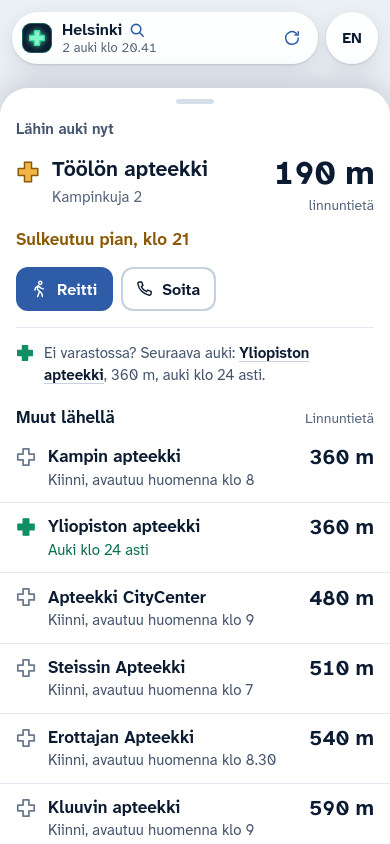 Helsinki
2 auki klo 20.41
EN
Lähin auki nyt
Töölön apteekki
190 m
Kampinkuja 2
linnuntietä
Sulkeutuu pian, klo 21
Reitti
Soita
Ei varastossa? Seuraava auki: Yliopiston
apteekki, 360 m, auki klo 24 asti.
Muut lähellä
Linnuntietä
Kampin apteekki
360 m
Kiinni, avautuu huomenna klo 8
Yliopiston apteekki
360 m
Auki klo 24 asti
Apteekki CityCenter
480 m
Kiinni, avautuu huomenna klo 9
Steissin Apteekki
510 m
Kiinni, avautuu huomenna klo 7
Erottajan Apteekki
540 m
Kiinni, avautuu huomenna klo 8.30
Kluuvin apteekki
590 m
Kiinni, avautuu huomenna klo 9